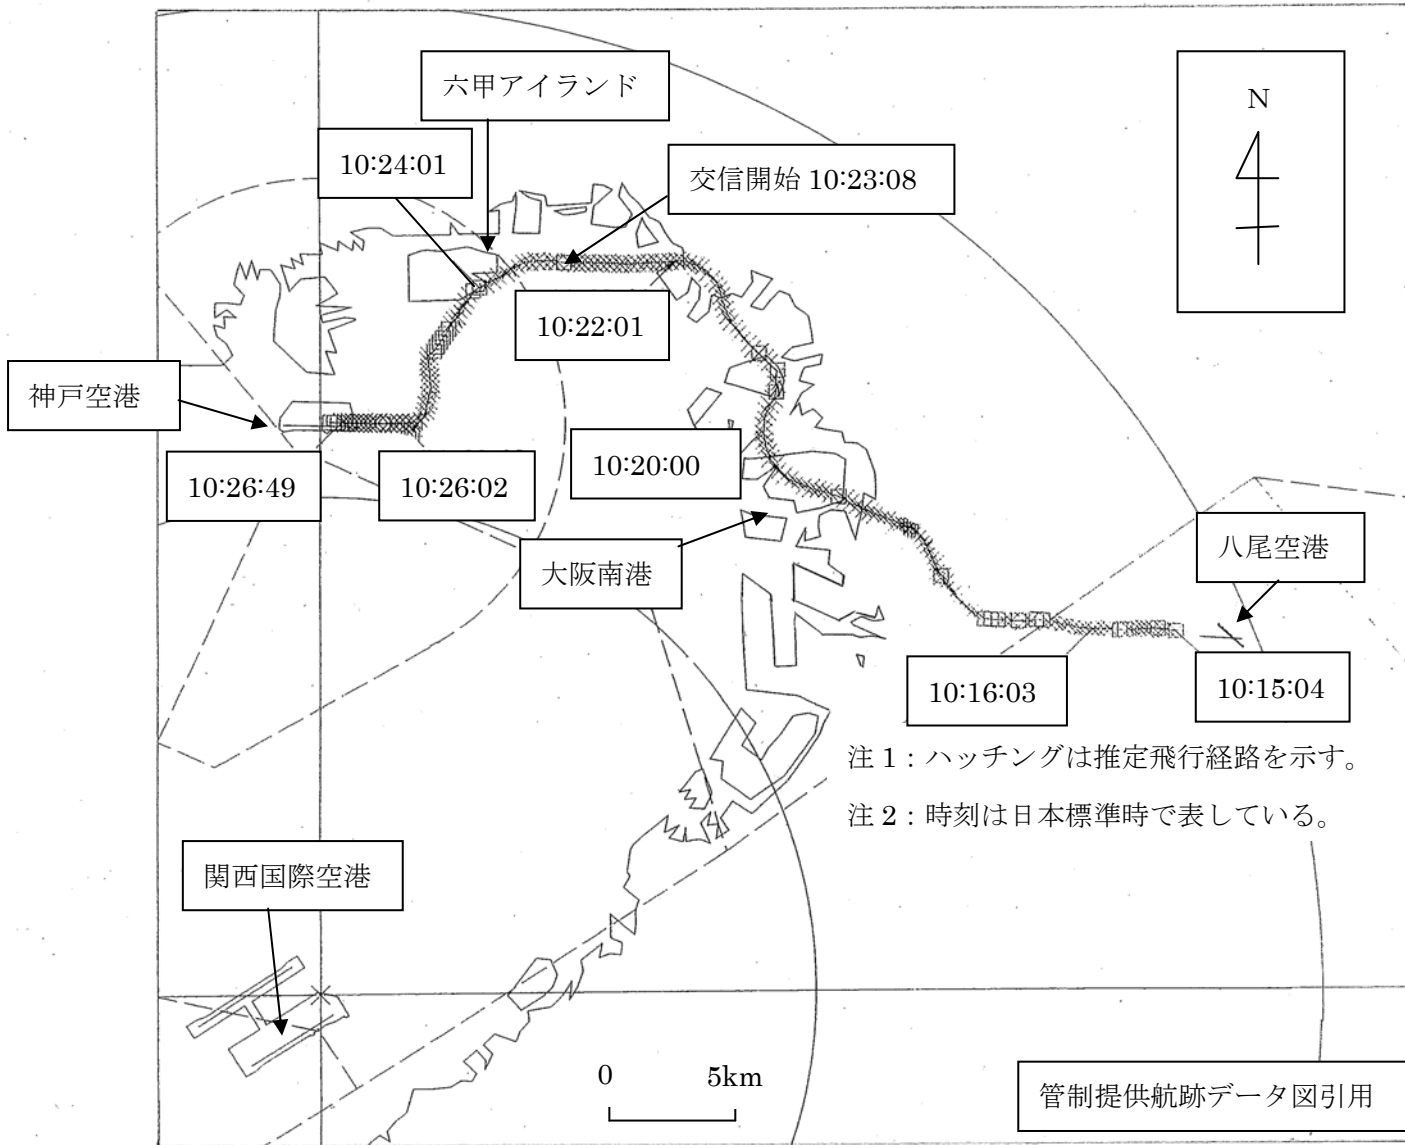 六甲アイランド
N
10:24:01
交信開始 10:23:08
10:22:01
神戸空港
10:20:00
10:26:49
10:26:02
八尾空港
大阪南港
10:16:03
10:15:04
注 1：ハッチングは推定飛行経路を示す。
注 2：時刻は日本標準時で表している。
関西国際空港
0 5km
管制提供航跡データ図引用